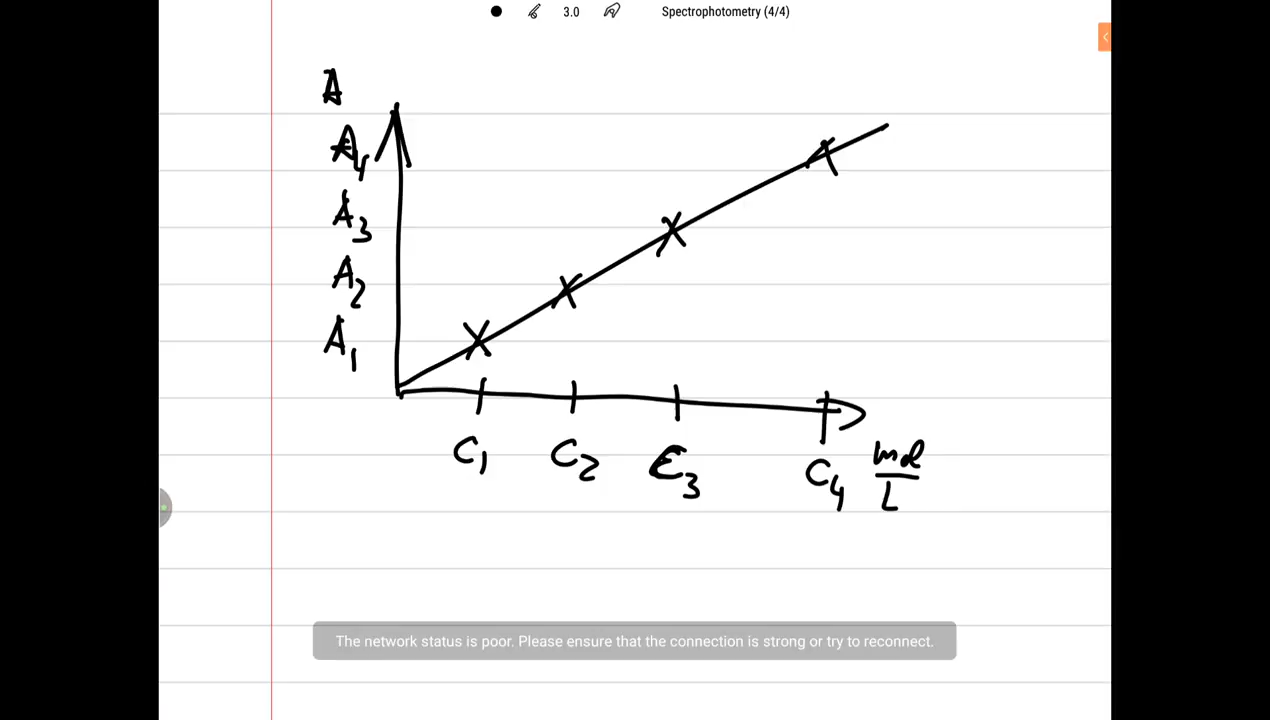 3.0 Spectrophotometry (4/4)
A
A4
A3
A2
A1
C1 C2 C3 C4 mol/L
The network status is poor. Please ensure that the connection is strong or try to reconnect.